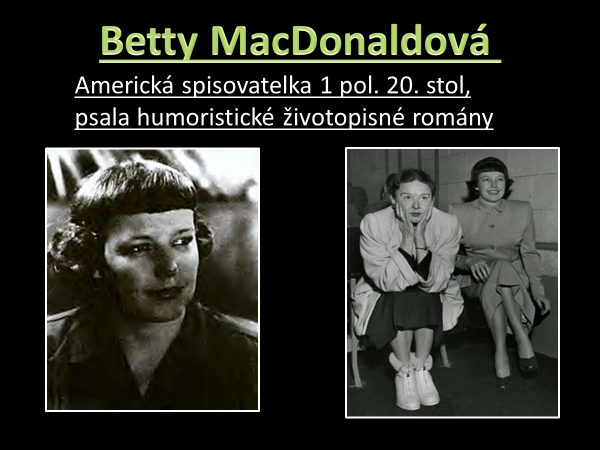 Betty MacDonaldová
Americká spisovatelka 1 pol. 20. stol,
psala humoristické životopisné romány